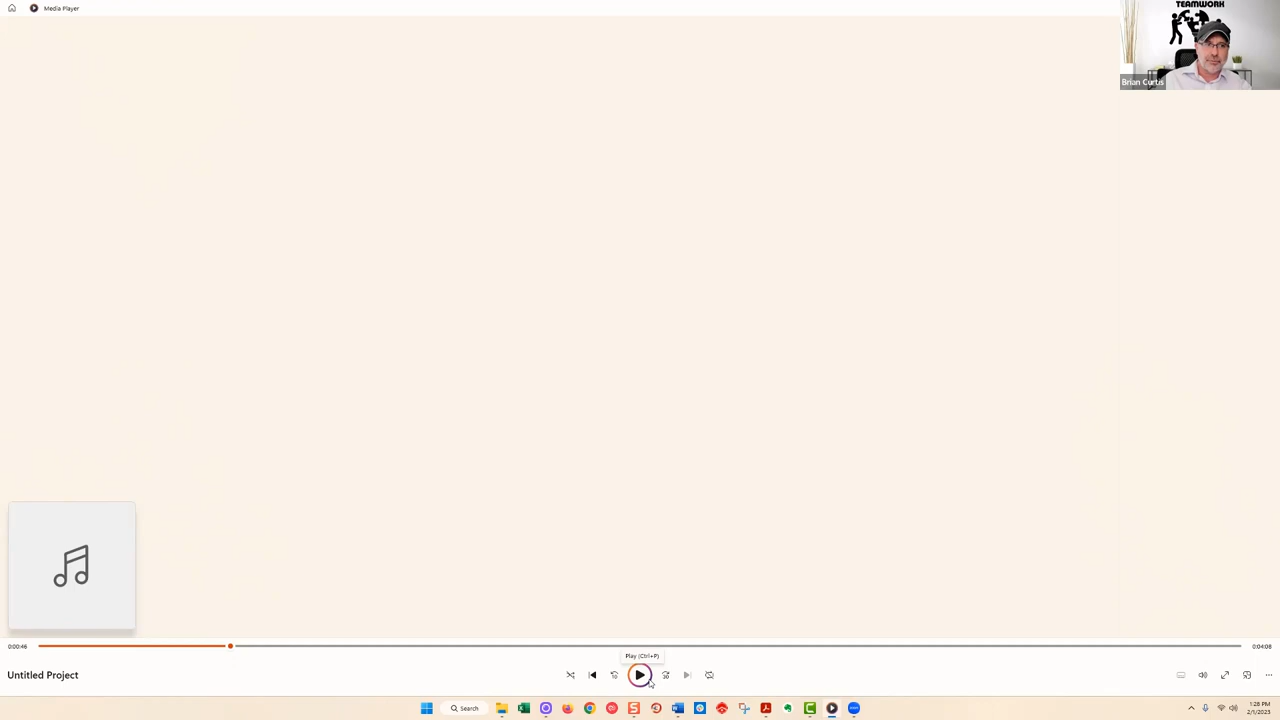 Media Player
TEAMWORK
Brian Curtis
0:00:46
0:04:08
Play (Ctrl+P)
Untitled Project
Search
1:28 PM
2/1/2023